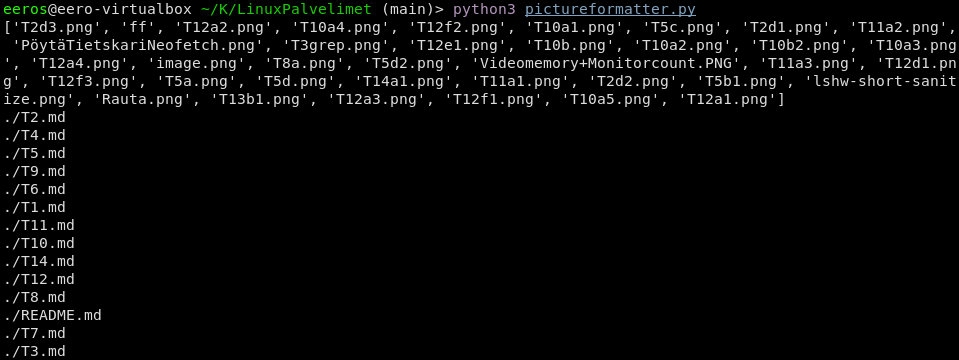 eeros@eero-virtualbox ~/K/LinuxPalvelimet (main)> python3 pictureformatter.py
['T2d3.png', 'ff', 'T12a2.png', 'T10a4.png', 'T12f2.png', 'T10a1.png', 'T5c.png', 'T2d1.png', 'T11a2.png',
 'PöytäTietskariNeofetch.png', 'T3grep.png', 'T12e1.png', 'T10b.png', 'T10a2.png', 'T10b2.png', 'T10a3.png
', 'T12a4.png', 'image.png', 'T8a.png', 'T5d2.png', 'Videomemory+Monitorcount.PNG', 'T11a3.png', 'T12d1.pn
g', 'T12f3.png', 'T5a.png', 'T5d.png', 'T14a1.png', 'T11a1.png', 'T2d2.png', 'T5b1.png', 'lshw-short-sanit
ize.png', 'Rauta.png', 'T13b1.png', 'T12a3.png', 'T12f1.png', 'T10a5.png', 'T12a1.png']
./T2.md
./T4.md
./T5.md
./T9.md
./T6.md
./T1.md
./T11.md
./T10.md
./T14.md
./T12.md
./T8.md
./README.md
./T7.md
./T3.md